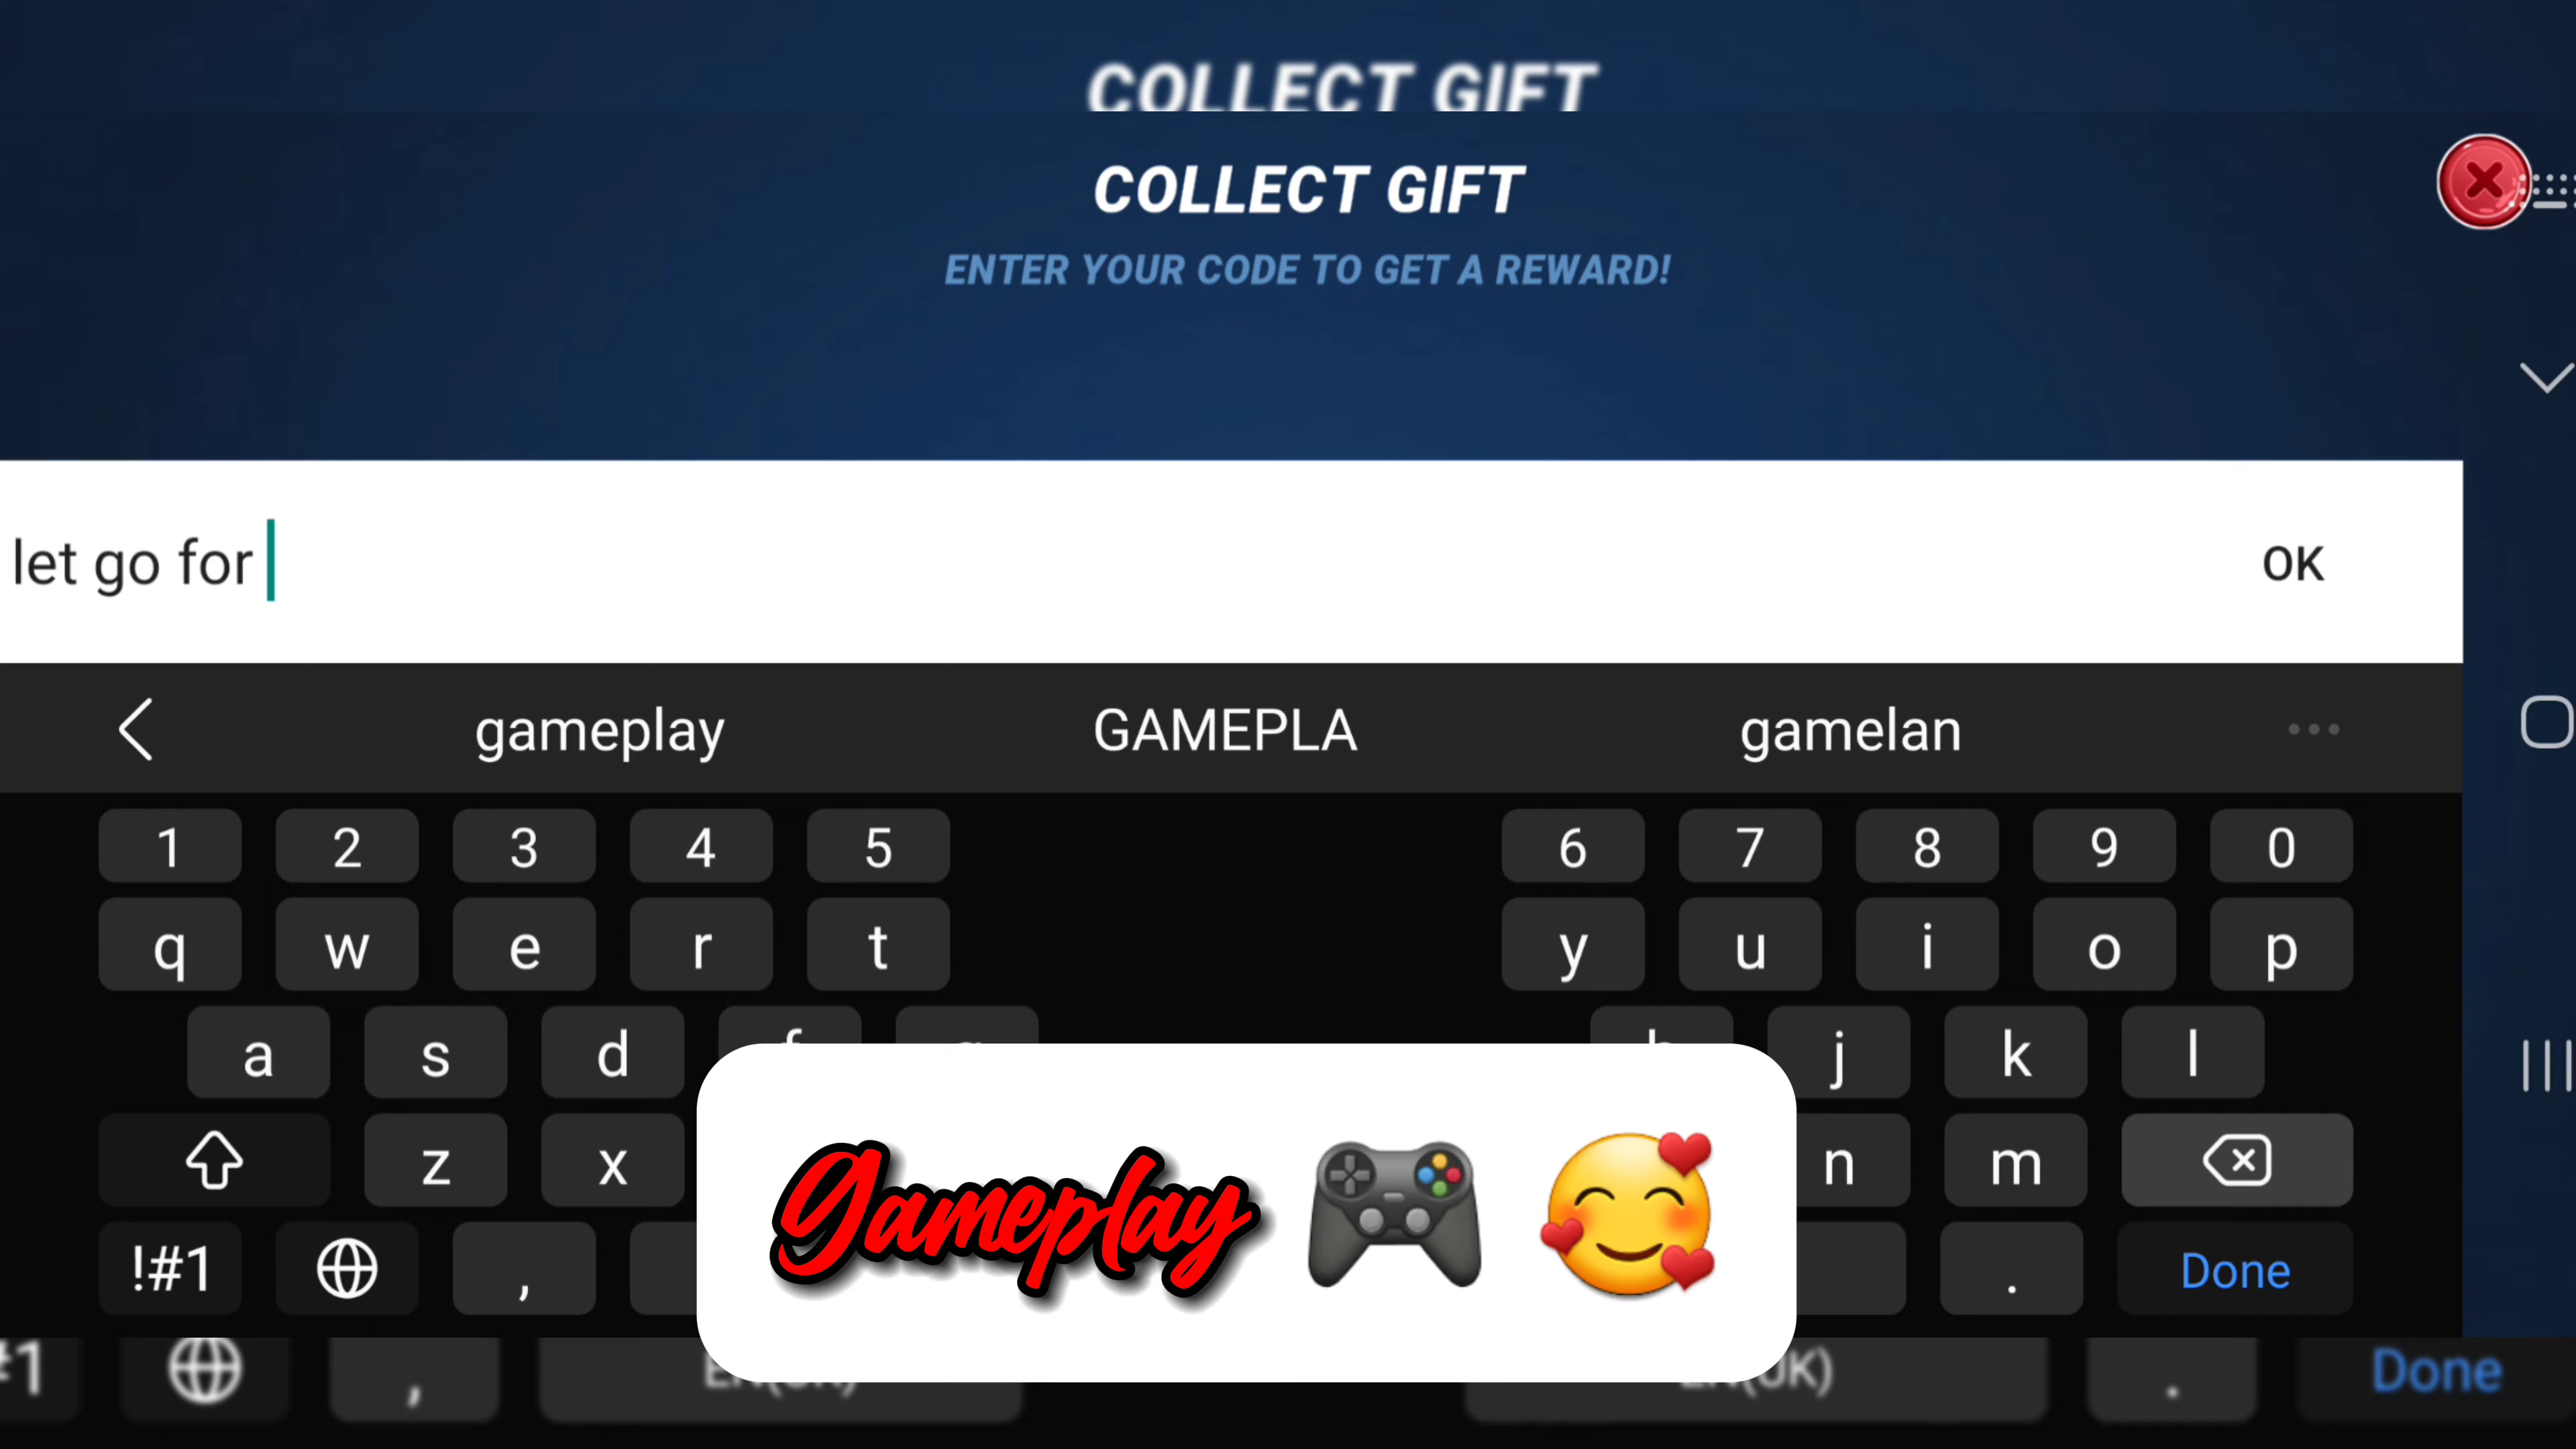 COLLECT GIFT
COLLECT GIFT
ENTER YOUR CODE TO GET A REWARD!
let go for
OK
gameplay GAMEPLA gamelan
1 2 3 4 5 6 7 8 9 0
q w e r t y u i o p
a s d j k l
z x n m
!#1 , . Done
Gameplay 🎮 🥰
#1 , . Done